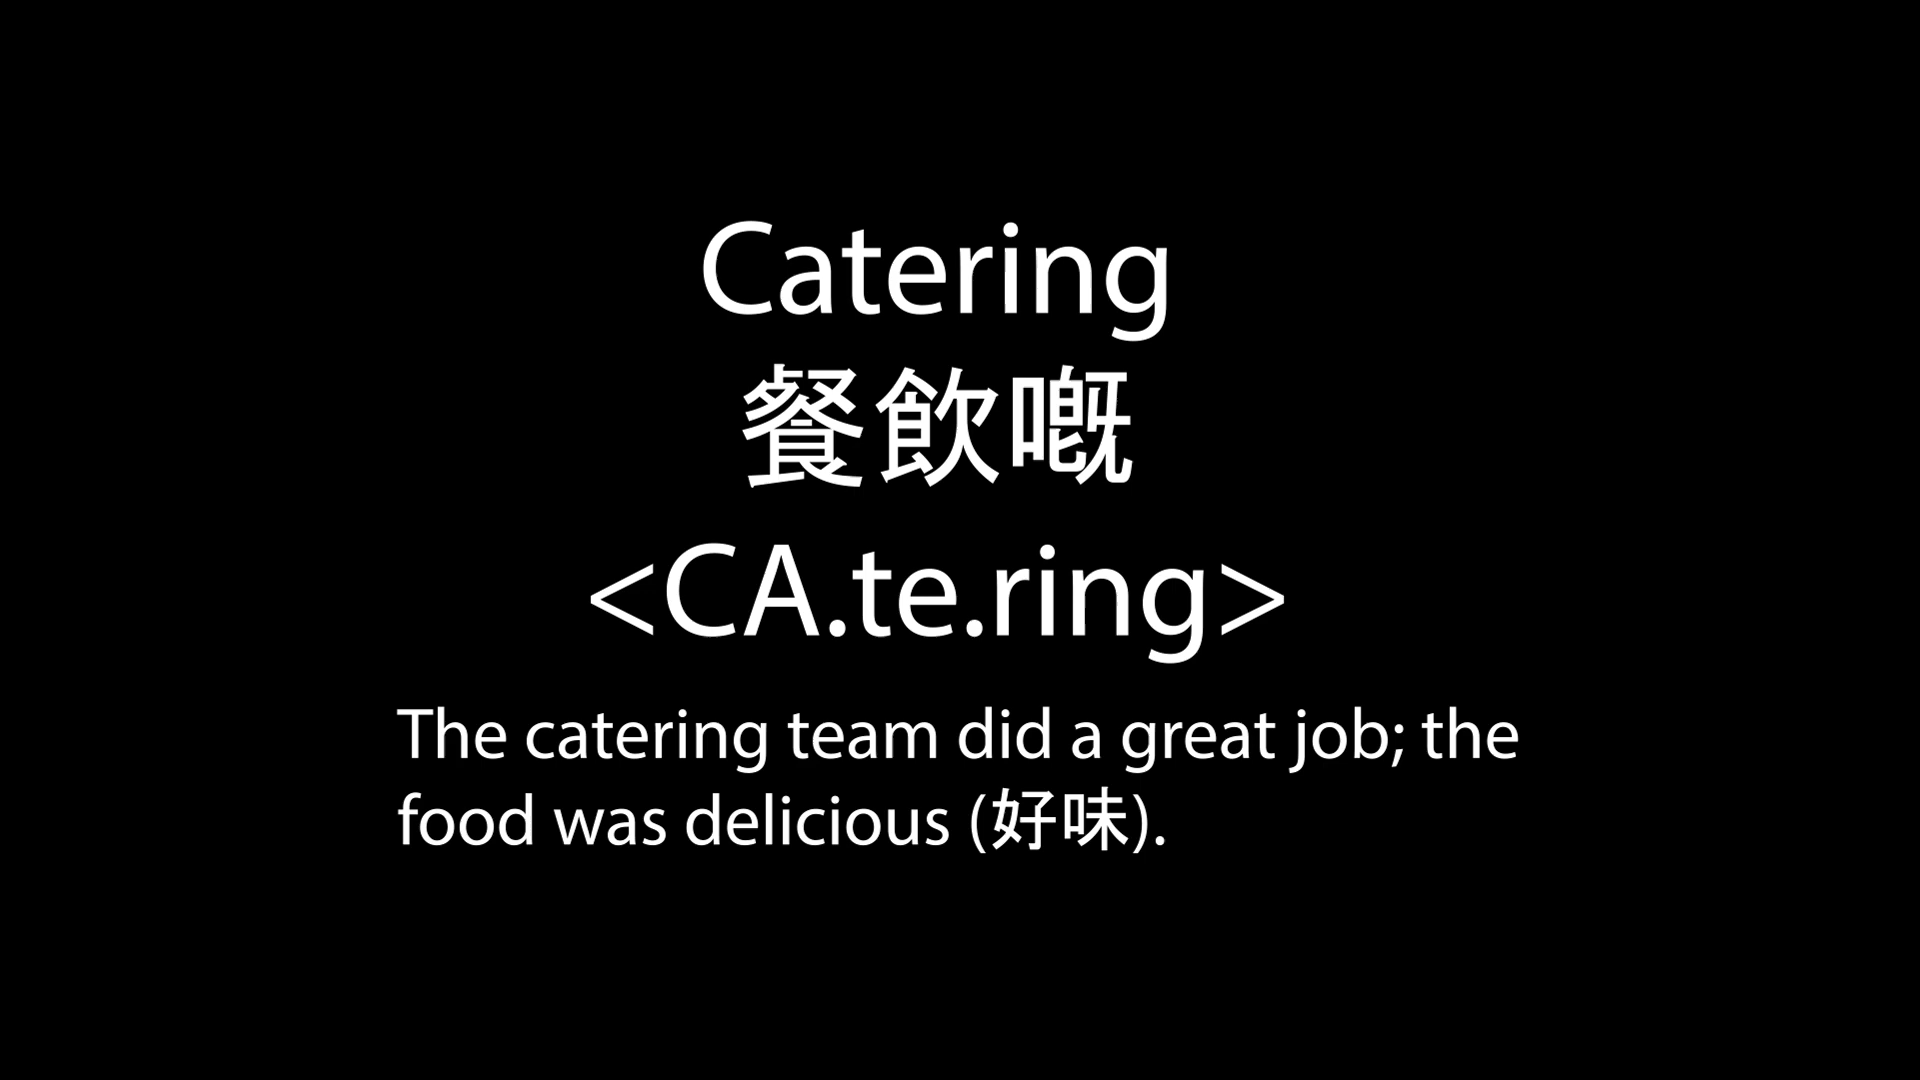 Catering
餐飲嘅
<CA.te.ring>
The catering team did a great job; the
food was delicious (好味).